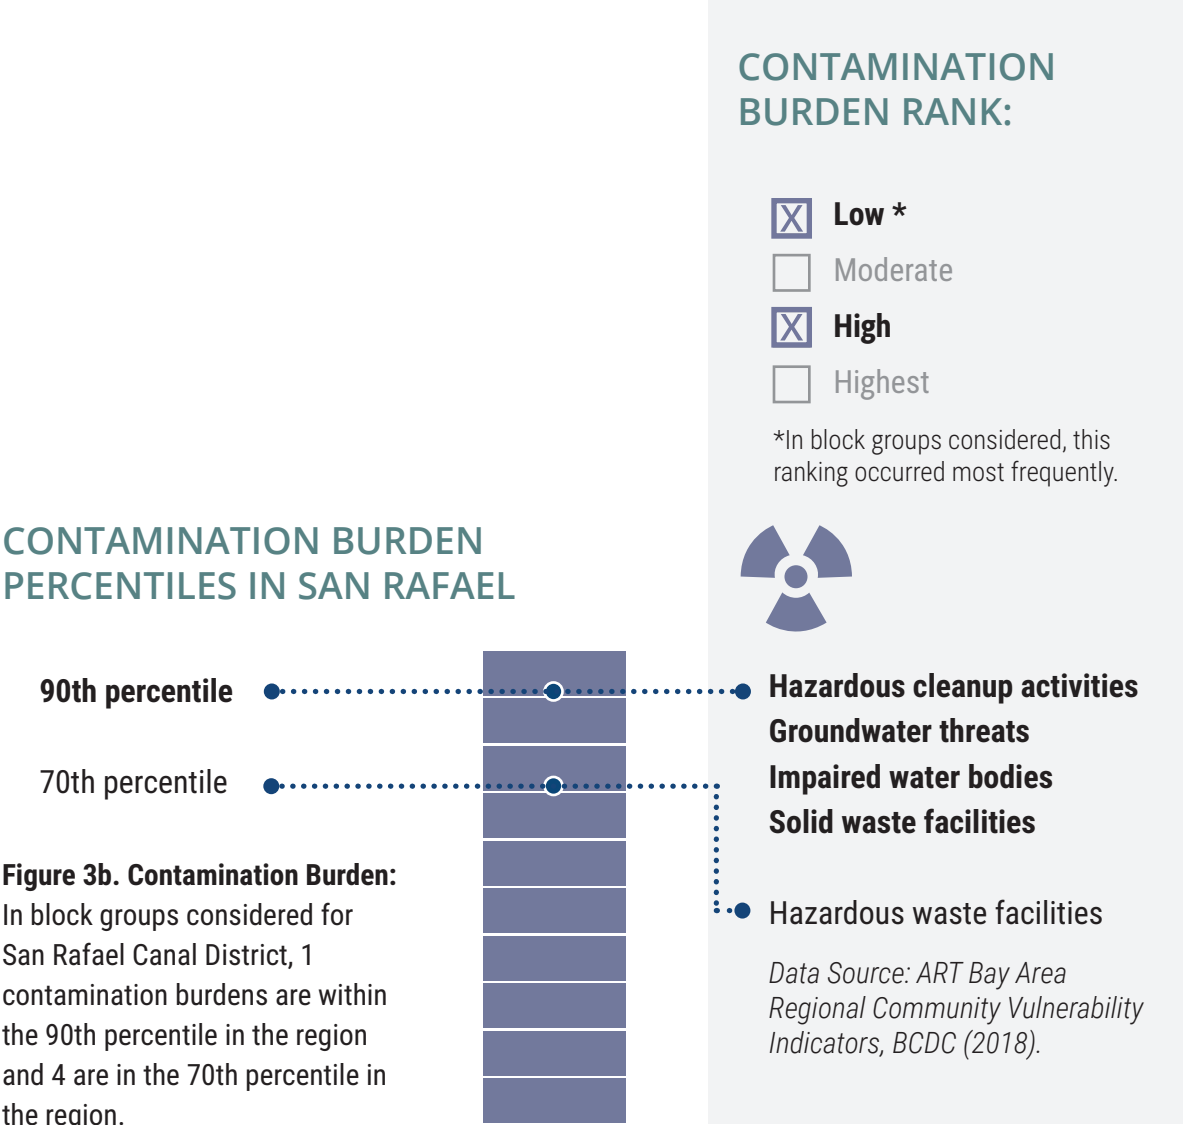 CONTAMINATION
BURDEN RANK:
X Low *
Moderate
X High
Highest
*In block groups considered, this
ranking occurred most frequently.
CONTAMINATION BURDEN
PERCENTILES IN SAN RAFAEL
90th percentile
70th percentile
Hazardous cleanup activities
Groundwater threats
Impaired water bodies
Solid waste facilities
Hazardous waste facilities
Data Source: ART Bay Area
Regional Community Vulnerability
Indicators, BCDC (2018).
Figure 3b. Contamination Burden:
In block groups considered for
San Rafael Canal District, 1
contamination burdens are within
the 90th percentile in the region
and 4 are in the 70th percentile in
the region.